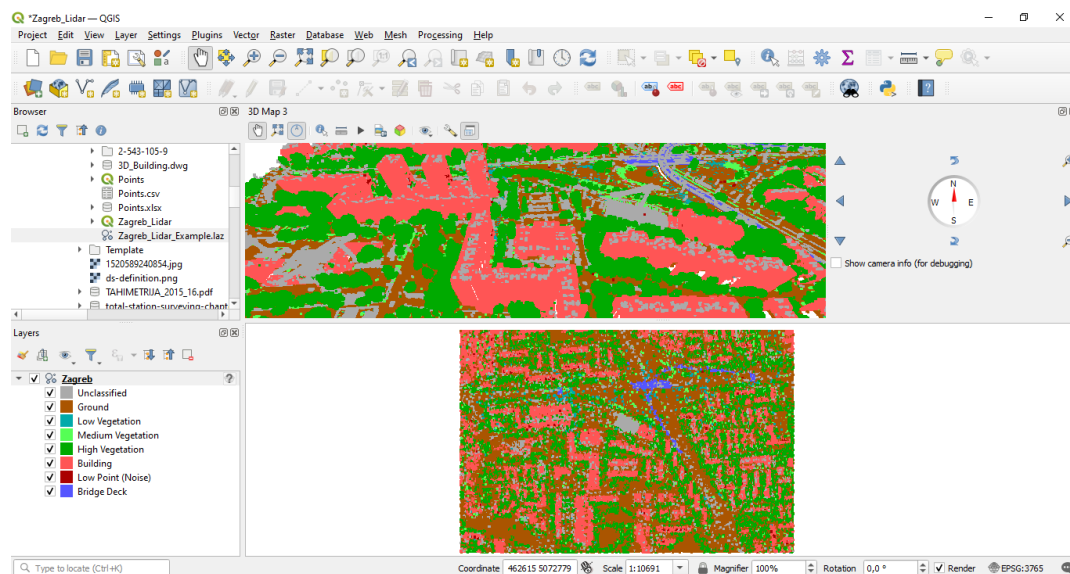 *Zagreb_Lidar — QGIS
Project Edit View Layer Settings Plugins Vector Raster Database Web Mesh Processing Help
Browser
3D Map 3
2-543-105-9
3D_Building.dwg
Points
Points.csv
Points.xlsx
Zagreb_Lidar
Zagreb_Lidar_Example.laz
Template
1520589240854.jpg
ds-definition.png
TAHIMETRIJA_2015_16.pdf
total-station-surveying-chapt
N
W E
S
Show camera info (for debugging)
Layers
Zagreb
Unclassified
Ground
Low Vegetation
Medium Vegetation
High Vegetation
Building
Low Point (Noise)
Bridge Deck
Type to locate (Ctrl+K)
Coordinate 462615 5072779 Scale 1:10691 Magnifier 100% Rotation 0,0 ° Render EPSG:3765